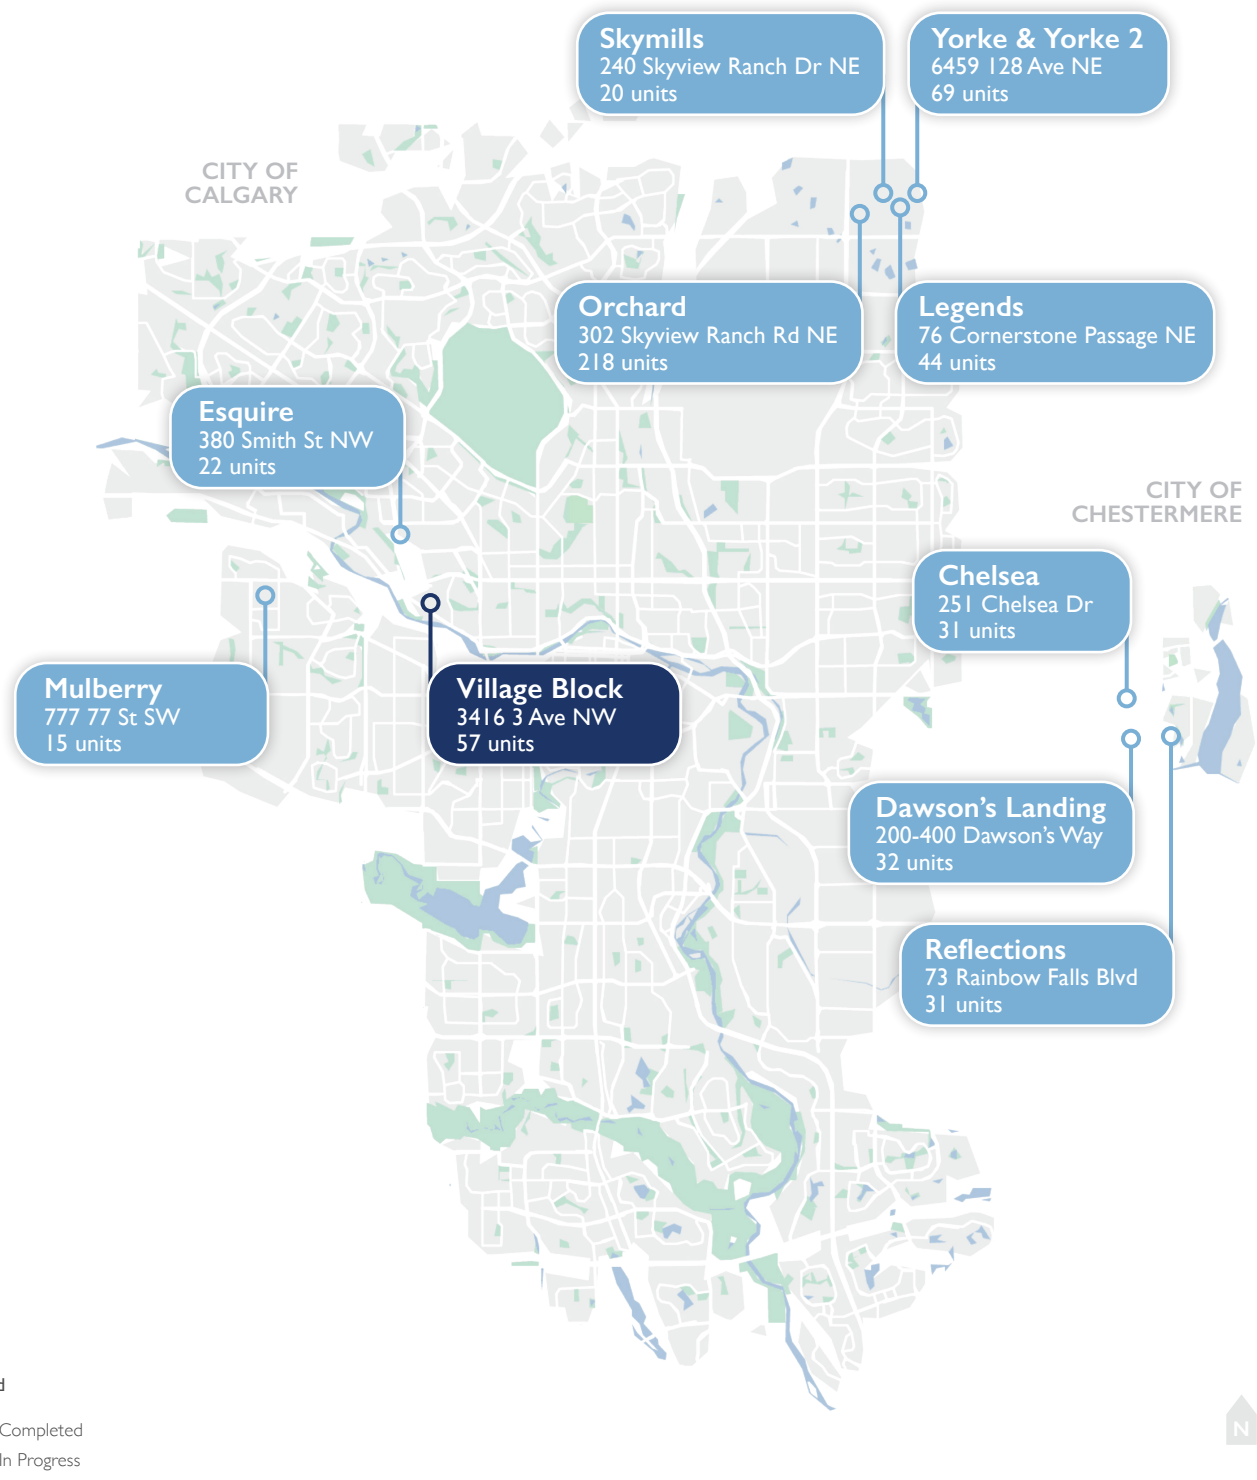 Skymills
240 Skyview Ranch Dr NE
20 units
Yorke & Yorke 2
6459 128 Ave NE
69 units
CITY OF
CALGARY
Orchard
302 Skyview Ranch Rd NE
218 units
Legends
76 Cornerstone Passage NE
44 units
Esquire
380 Smith St NW
22 units
CITY OF
CHESTERMERE
Chelsea
251 Chelsea Dr
31 units
Mulberry
777 77 St SW
15 units
Village Block
3416 3 Ave NW
57 units
Dawson’s Landing
200-400 Dawson’s Way
32 units
Reflections
73 Rainbow Falls Blvd
31 units
d
Completed
In Progress
N